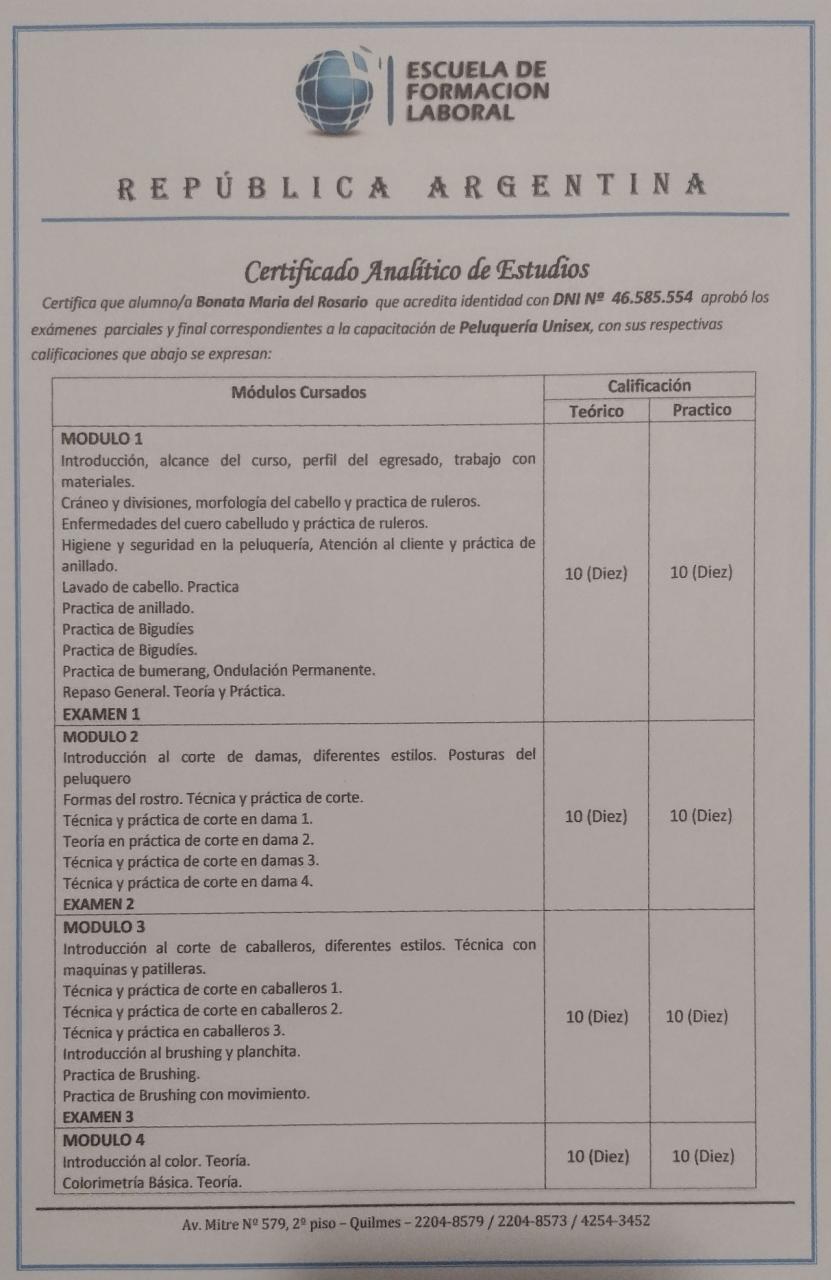 ESCUELA DE
FORMACION
LABORAL
REPÚBLICA ARGENTINA
Certificado Analítico de Estudios
Certifica que alumno/a Bonata Maria del Rosario que acredita identidad con DNI Nº 46.585.554 aprobó los
exámenes parciales y final correspondientes a la capacitación de Peluquería Unisex, con sus respectivas
calificaciones que abajo se expresan:
Módulos Cursados
Calificación
Teórico
Practico
MODULO 1
Introducción, alcance del curso, perfil del egresado, trabajo con
materiales.
Cráneo y divisiones, morfología del cabello y practica de ruleros.
Enfermedades del cuero cabelludo y práctica de ruleros.
Higiene y seguridad en la peluquería, Atención al cliente y práctica de
anillado.
Lavado de cabello. Practica
Practica de anillado.
Practica de Bigudíes
Practica de Bigudíes.
Practica de bumerang, Ondulación Permanente.
Repaso General. Teoría y Práctica.
EXAMEN 1
10 (Diez)
10 (Diez)
MODULO 2
Introducción al corte de damas, diferentes estilos. Posturas del
peluquero
Formas del rostro. Técnica y práctica de corte.
Técnica y práctica de corte en dama 1.
Teoría en práctica de corte en dama 2.
Técnica y práctica de corte en damas 3.
Técnica y práctica de corte en dama 4.
EXAMEN 2
10 (Diez)
10 (Diez)
MODULO 3
Introducción al corte de caballeros, diferentes estilos. Técnica con
maquinas y patilleras.
Técnica y práctica de corte en caballeros 1.
Técnica y práctica de corte en caballeros 2.
Técnica y práctica en caballeros 3.
Introducción al brushing y planchita.
Practica de Brushing.
Practica de Brushing con movimiento.
EXAMEN 3
10 (Diez)
10 (Diez)
MODULO 4
Introducción al color. Teoría.
Colorimetría Básica. Teoría.
10 (Diez)
10 (Diez)
Av. Mitre Nº 579, 2º piso – Quilmes – 2204-8579 / 2204-8573 / 4254-3452